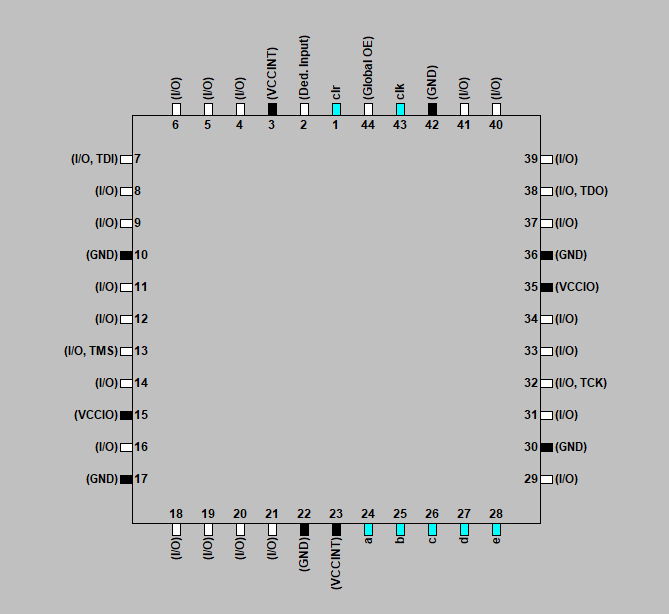 (I/O) (I/O) (I/O) (VCCINT) (Ded. Input) clr (Global OE) clk (GND) (I/O) (I/O)
6 5 4 3 2 1 44 43 42 41 40
(I/O, TDI) 7 39 (I/O)
(I/O) 8 38 (I/O, TDO)
(I/O) 9 37 (I/O)
(GND) 10 36 (GND)
(I/O) 11 35 (VCCIO)
(I/O) 12 34 (I/O)
(I/O, TMS) 13 33 (I/O)
(I/O) 14 32 (I/O, TCK)
(VCCIO) 15 31 (I/O)
(I/O) 16 30 (GND)
(GND) 17 29 (I/O)
18 19 20 21 22 23 24 25 26 27 28
(I/O) (I/O) (I/O) (I/O) (GND) (VCCINT) a b c d e